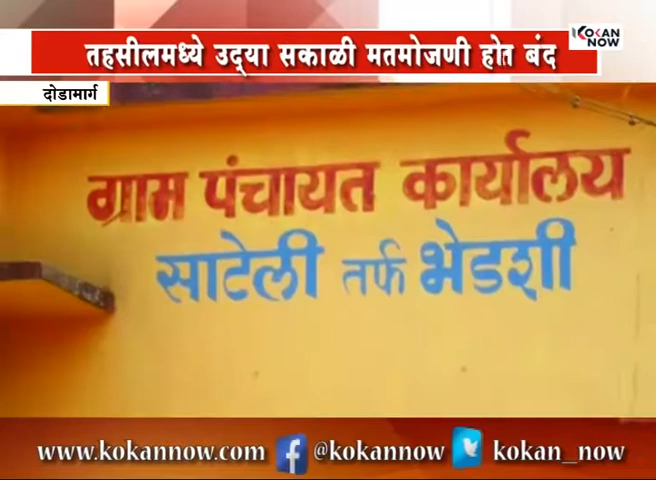 KOKAN NOW
तहसीलमध्ये उद्या सकाळी मतमोजणी होत बंद
दोडामार्ग
ग्राम पंचायत कार्यालय
साटेली तर्फ भेडशी
www.kokannow.com @kokannow kokan_now